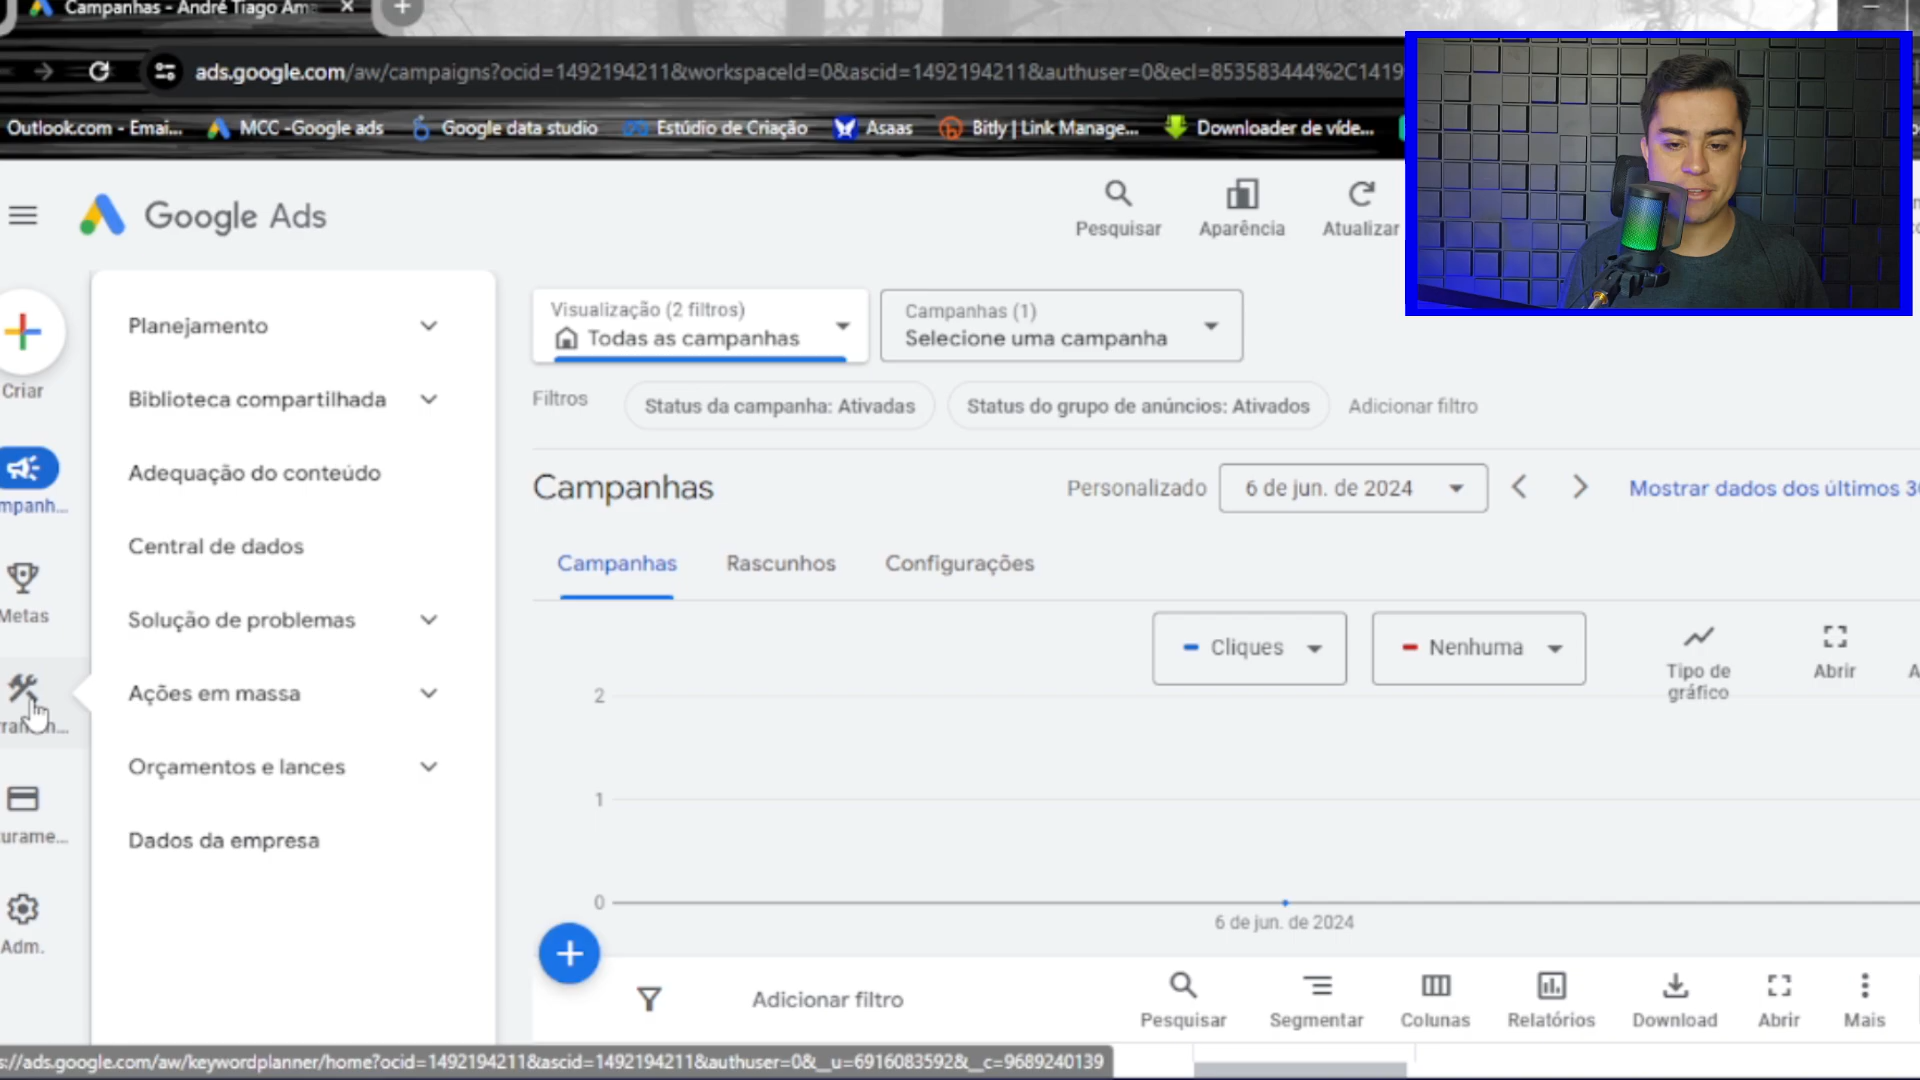 Campanhas - André Tiago Ama
ads.google.com/aw/campaigns?ocid=1492194211&workspaceId=0&ascid=1492194211&authuser=0&ecl=853583444%2C1419
Outlook.com - Emai...
MCC -Google ads
Google data studio
Estúdio de Criação
Asaas
Bitly | Link Manage...
Downloader de víde...
Google Ads
Pesquisar
Aparência
Atualizar
Criar
mpanh...
Metas
urame...
Adm.
Planejamento
Biblioteca compartilhada
Adequação do conteúdo
Central de dados
Solução de problemas
Ações em massa
Orçamentos e lances
Dados da empresa
Visualização (2 filtros)
Todas as campanhas
Campanhas (1)
Selecione uma campanha
Filtros
Status da campanha: Ativadas
Status do grupo de anúncios: Ativados
Adicionar filtro
Campanhas
Personalizado
6 de jun. de 2024
Mostrar dados dos últimos 30
Campanhas
Rascunhos
Configurações
Cliques
Nenhuma
Tipo de
gráfico
Abrir
2
1
0
6 de jun. de 2024
Adicionar filtro
Pesquisar
Segmentar
Colunas
Relatórios
Download
Abrir
Mais
s://ads.google.com/aw/keywordplanner/home?ocid=1492194211&ascid=1492194211&authuser=0&__u=6916083592&__c=9689240139